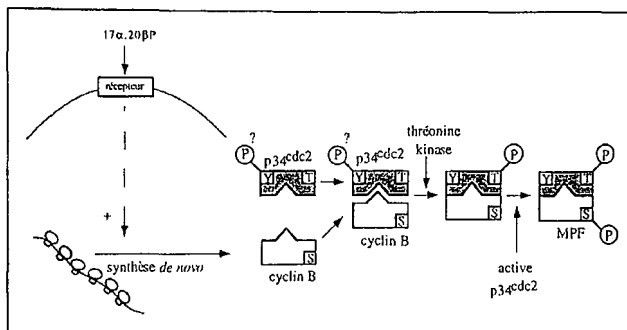 17α.20βP
récepteur
+
synthèse de novo
?
P
p34cdc2
Y T
S
cyclin B
?
P
p34cdc2
Y T
S
cyclin B
thréonine
kinase
P
Y T
S
active
p34cdc2
P
Y T
S
P
MPF